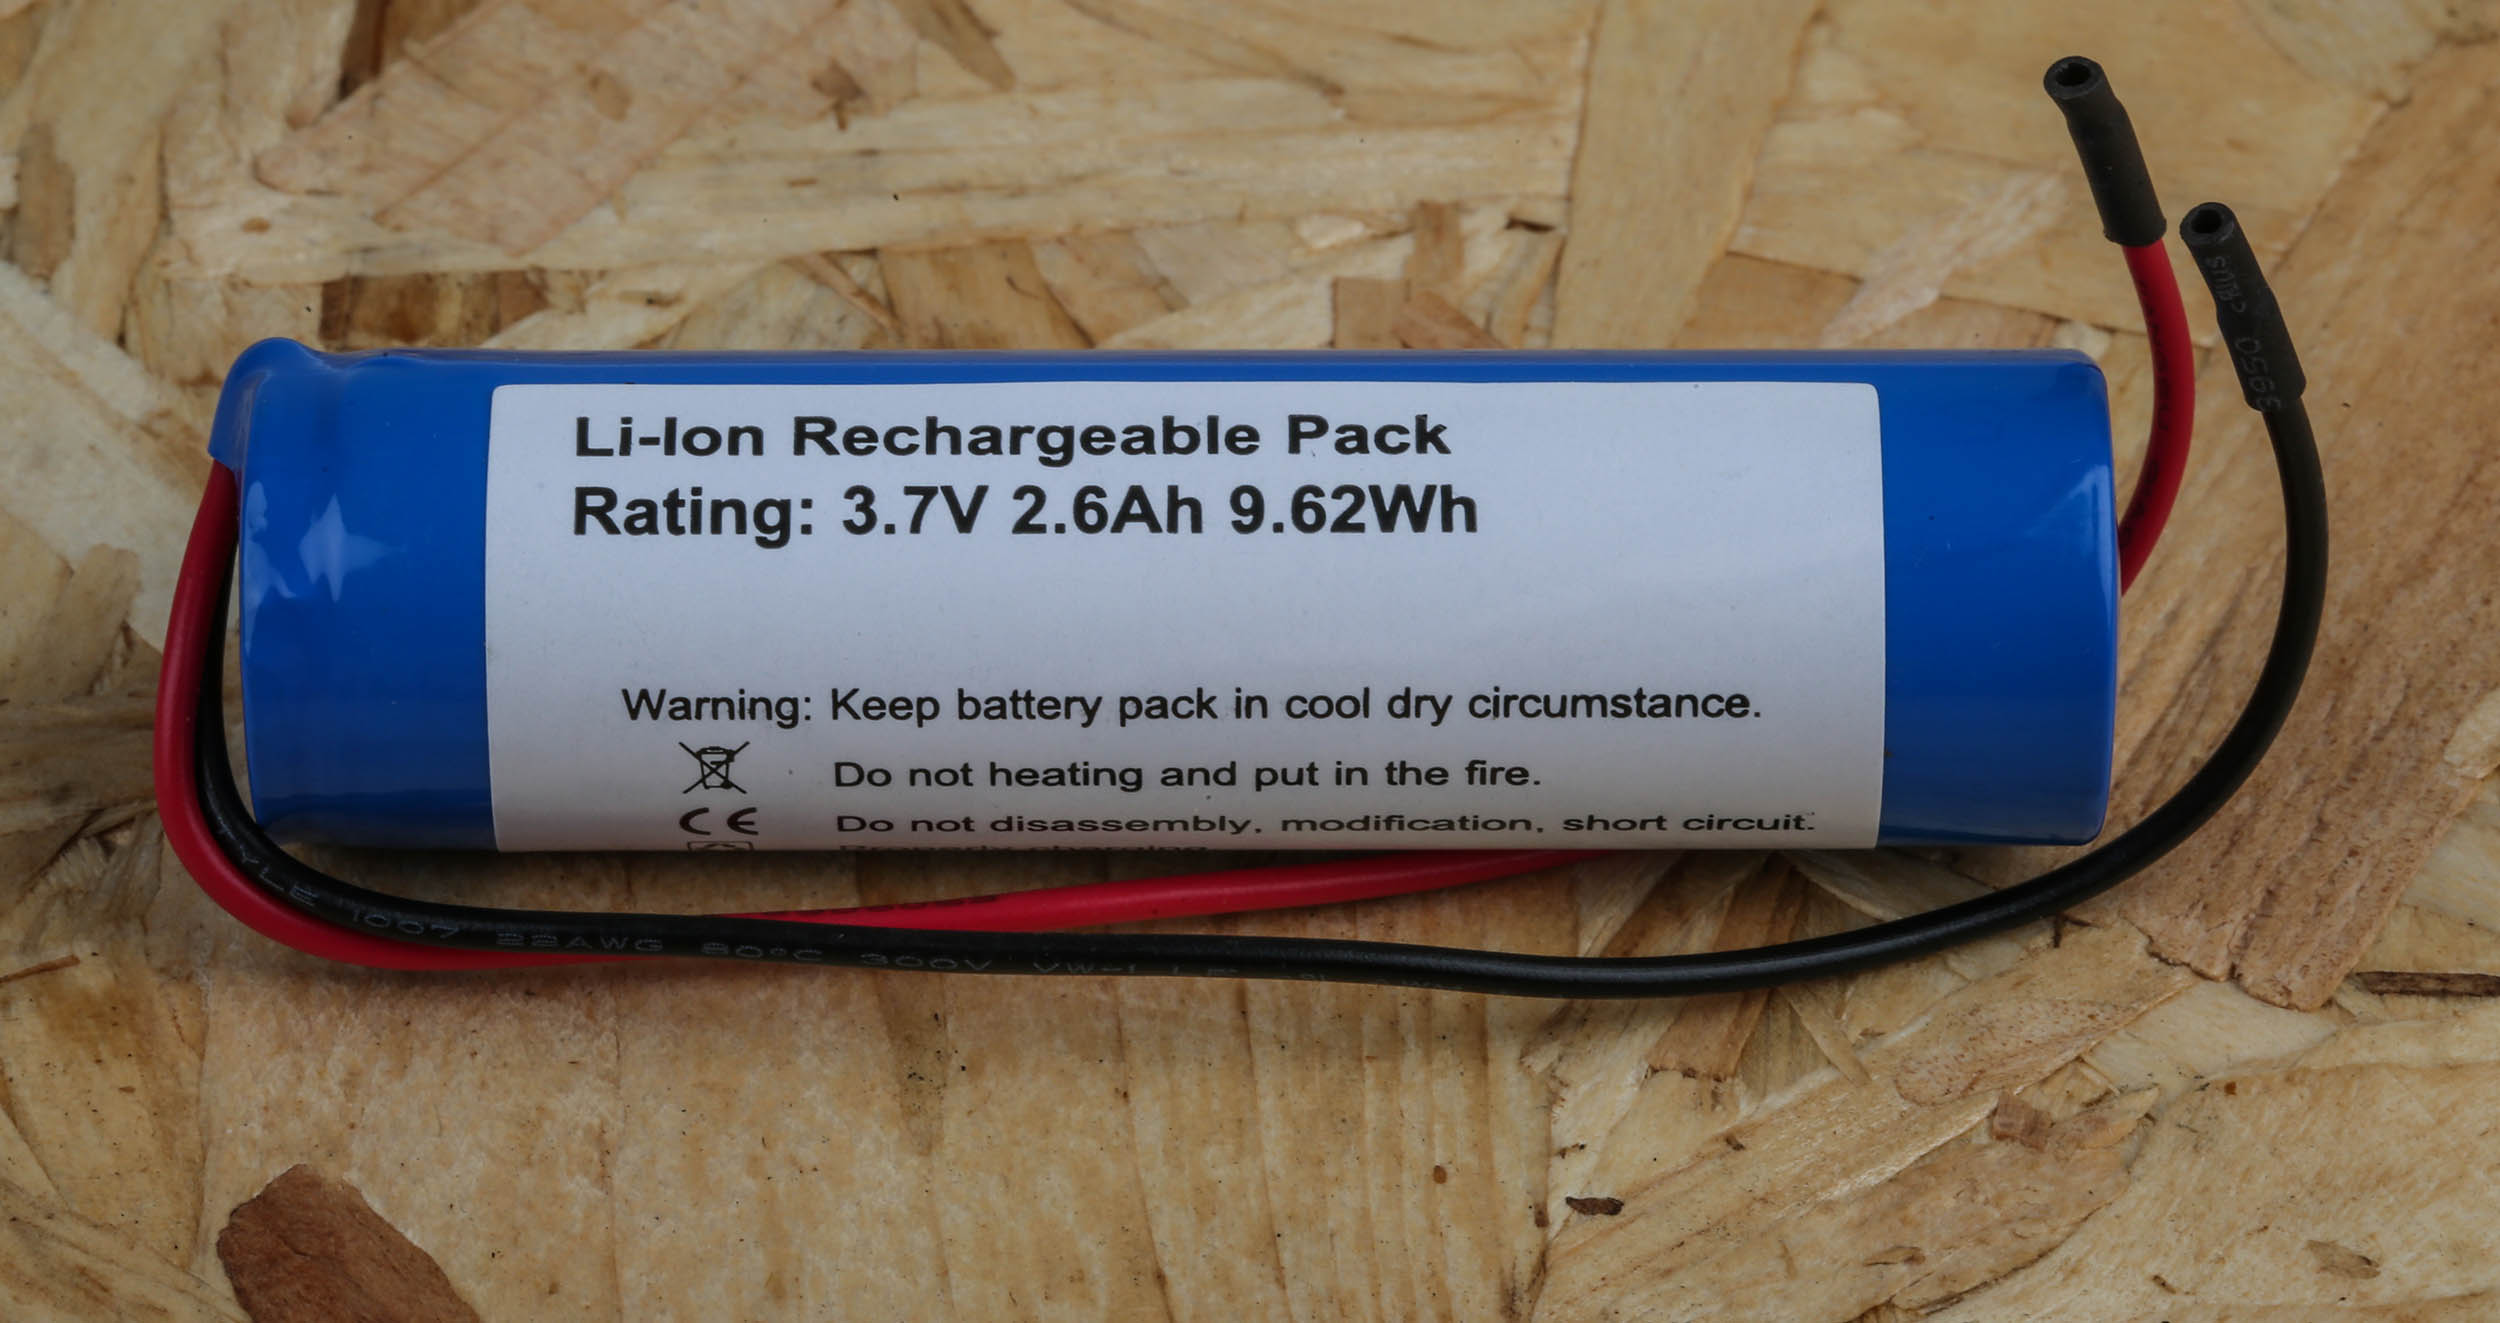 Li-Ion Rechargeable Pack
Rating: 3.7V 2.6Ah 9.62Wh
Warning: Keep battery pack in cool dry circumstance.
Do not heating and put in the fire.
CE Do not disassembly, modification, short circuit.
1007 22AWG 80°C 300V VW-1